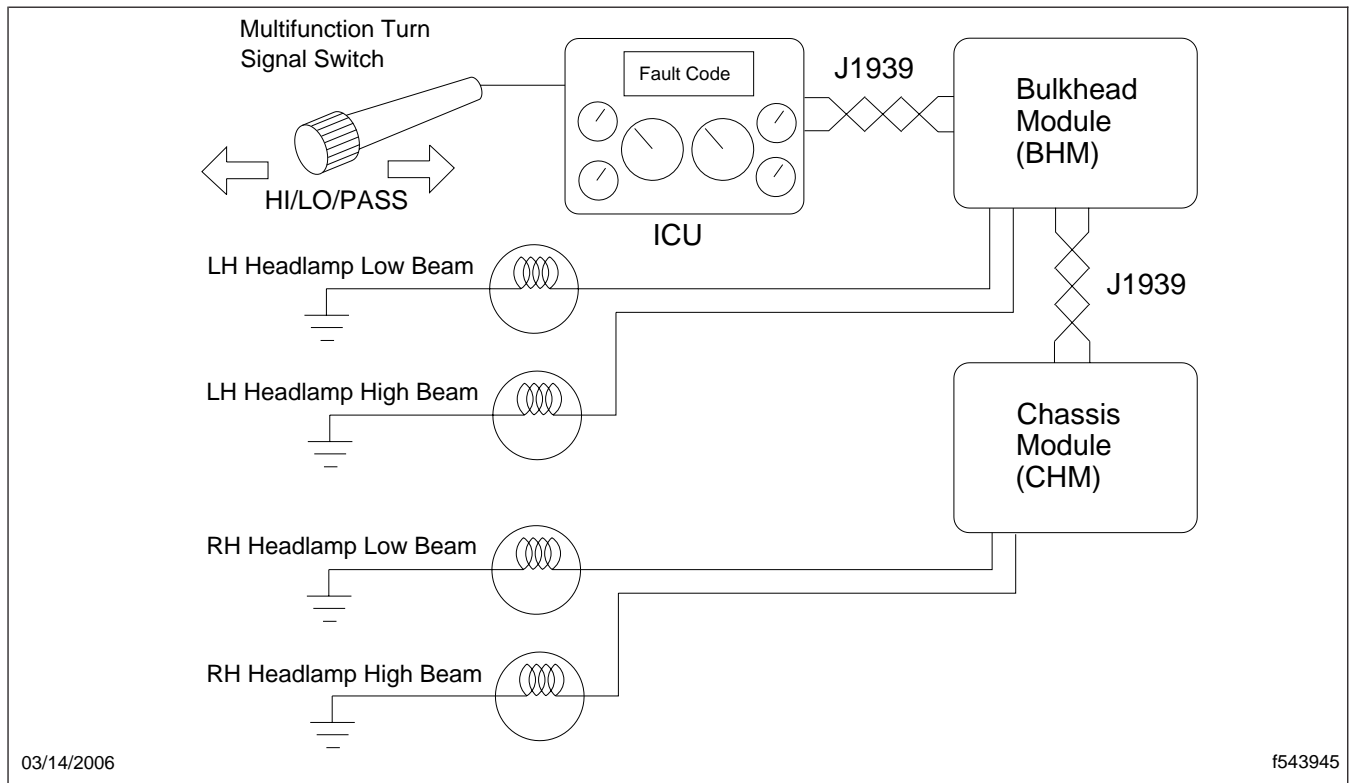 Multifunction Turn
Signal Switch
HI/LO/PASS
Fault Code
ICU
J1939
Bulkhead
Module
(BHM)
J1939
Chassis
Module
(CHM)
LH Headlamp Low Beam
LH Headlamp High Beam
RH Headlamp Low Beam
RH Headlamp High Beam
03/14/2006
f543945